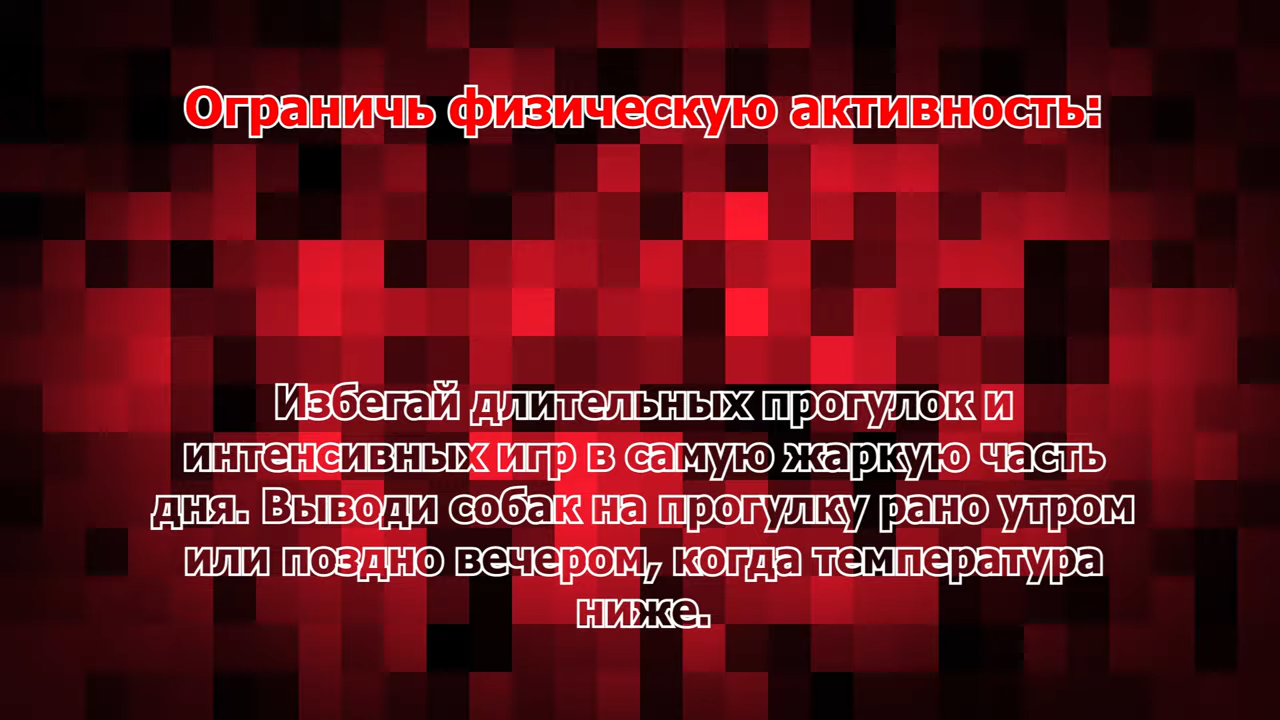 Ограничь физическую активность:
Избегай длительных прогулок и
интенсивных игр в самую жаркую часть
дня. Выводи собак на прогулку рано утром
или поздно вечером, когда температура
ниже.